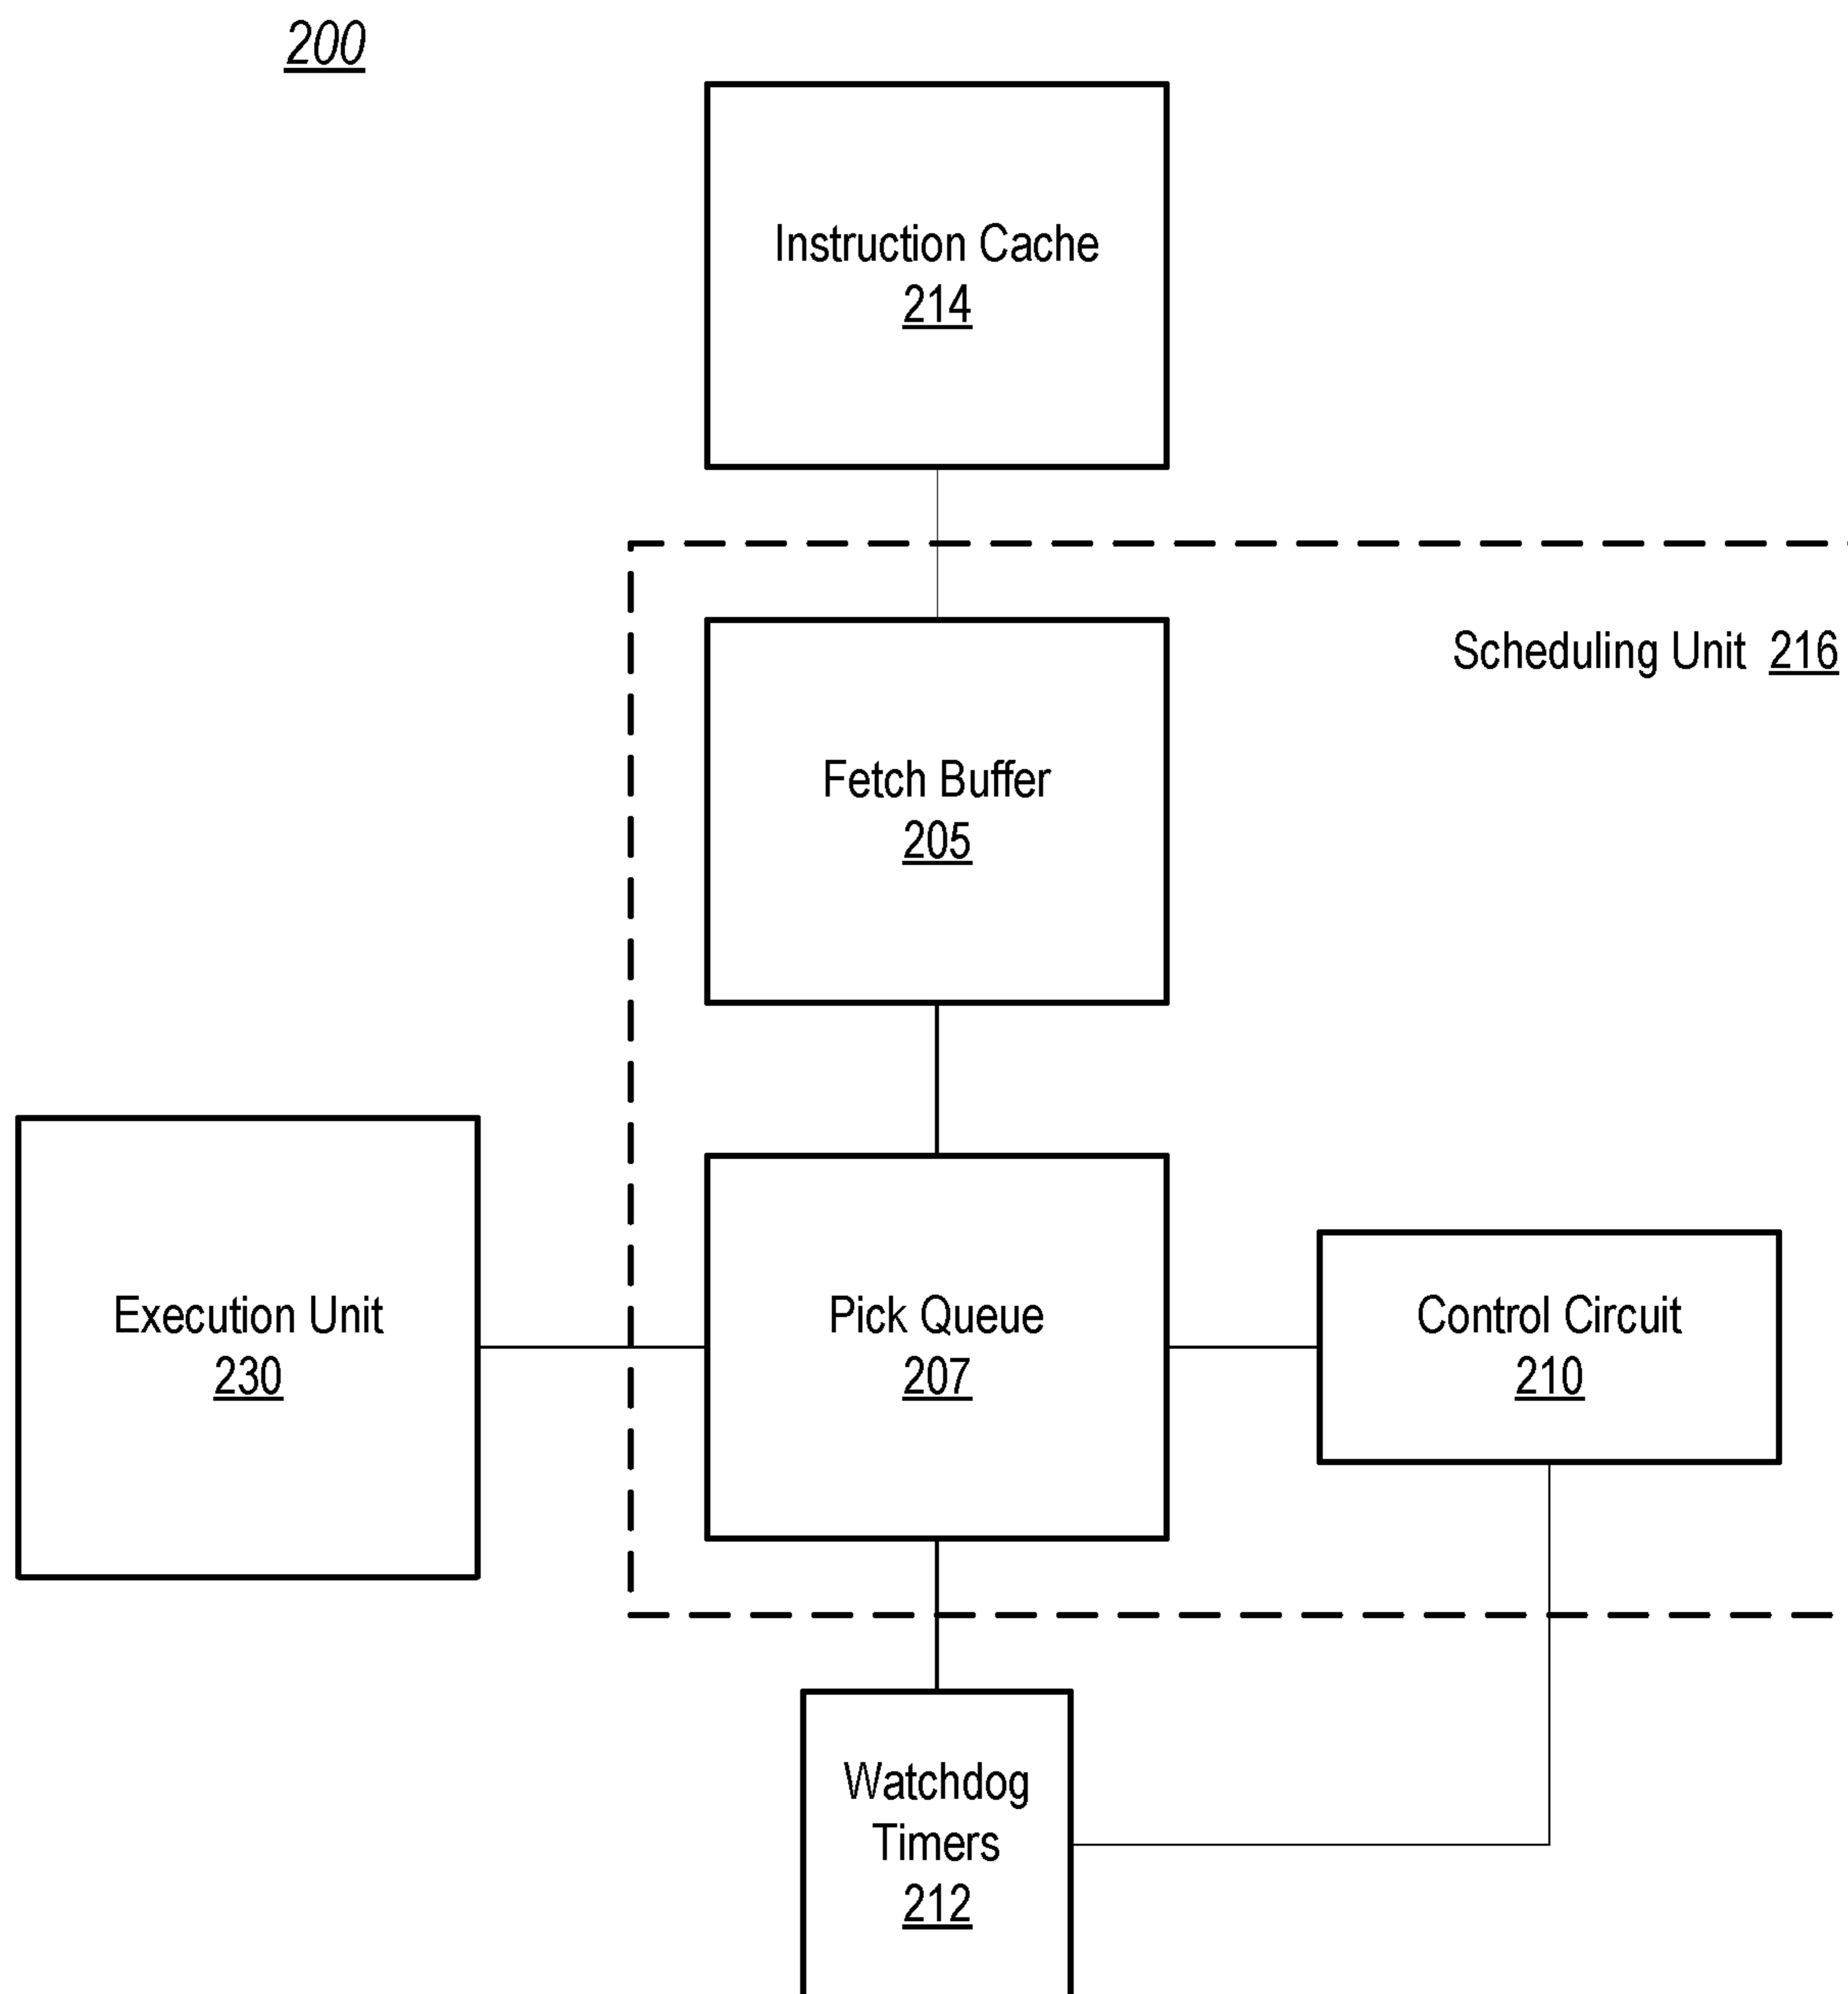 200
Instruction Cache
214
Scheduling Unit 216
Fetch Buffer
205
Execution Unit
230
Pick Queue
207
Control Circuit
210
Watchdog
Timers
212